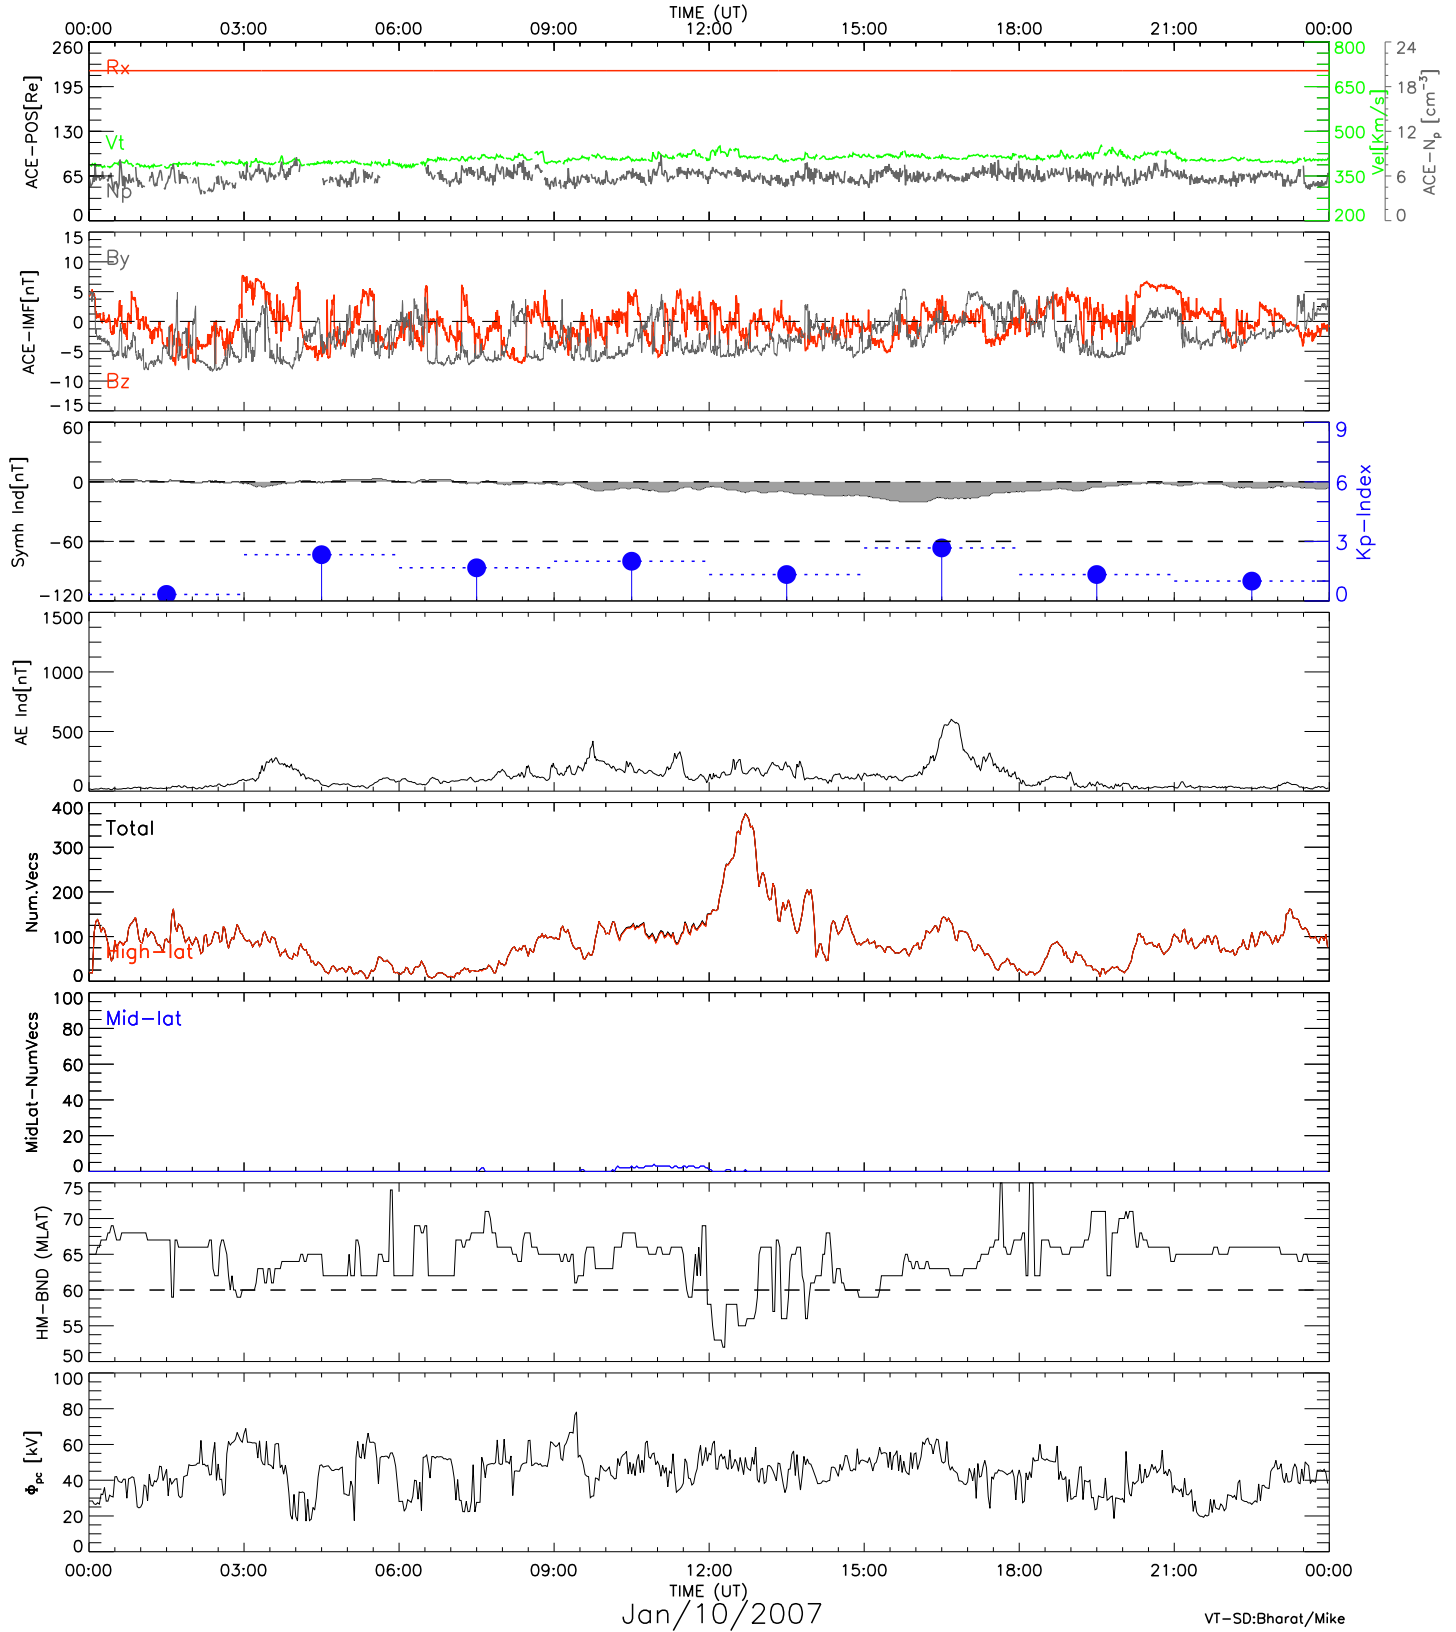 TIME (UT)
00:00 03:00 06:00 09:00 12:00 15:00 18:00 21:00 00:00
260 195 130 65 0
ACE-POS[Re]
Rx
Vt
Np
800 650 500 350 200
Vel[Km/s]
24 18 12 6 0
ACE-Np [cm-3]
15 10 5 0 -5 -10 -15
ACE-IMF[nT]
By
Bz
60 0 -60 -120
Symh Ind[nT]
9 6 3 0
Kp-Index
1500 1000 500 0
AE Ind[nT]
400 300 200 100 0
Num.Vecs
Total
High-lat
100 80 60 40 20 0
MidLat-NumVecs
Mid-lat
75 70 65 60 55 50
HM-BND (MLAT)
100 80 60 40 20 0
Φpc [kV]
00:00 03:00 06:00 09:00 12:00 15:00 18:00 21:00 00:00
TIME (UT)
Jan/10/2007
VT-SD:Bharat/Mike